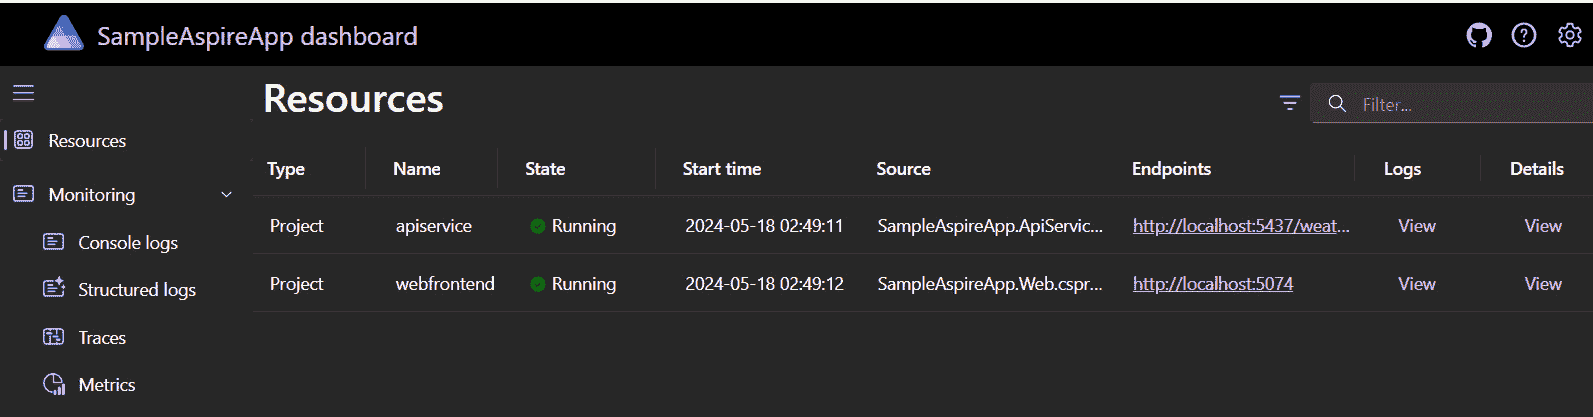 SampleAspireApp dashboard
Resources
Filter...
Resources
Monitoring
Console logs
Structured logs
Traces
Metrics
Type Name State Start time Source Endpoints Logs Details
Project apiservice Running 2024-05-18 02:49:11 SampleAspireApp.ApiServic... http://localhost:5437/weat... View View
Project webfrontend Running 2024-05-18 02:49:12 SampleAspireApp.Web.cspr... http://localhost:5074 View View